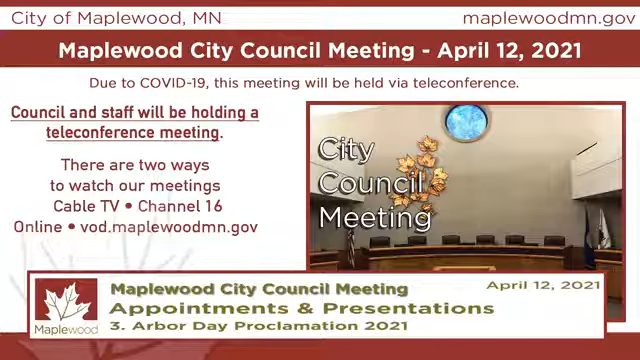 City of Maplewood, MN
maplewoodmn.gov
Maplewood City Council Meeting - April 12, 2021
Due to COVID-19, this meeting will be held via teleconference.
Council and staff will be holding a
teleconference meeting.
There are two ways
to watch our meetings
Cable TV • Channel 16
Online • vod.maplewoodmn.gov
City
Council
Meeting
Maplewood
Maplewood City Council Meeting
April 12, 2021
Appointments & Presentations
3. Arbor Day Proclamation 2021